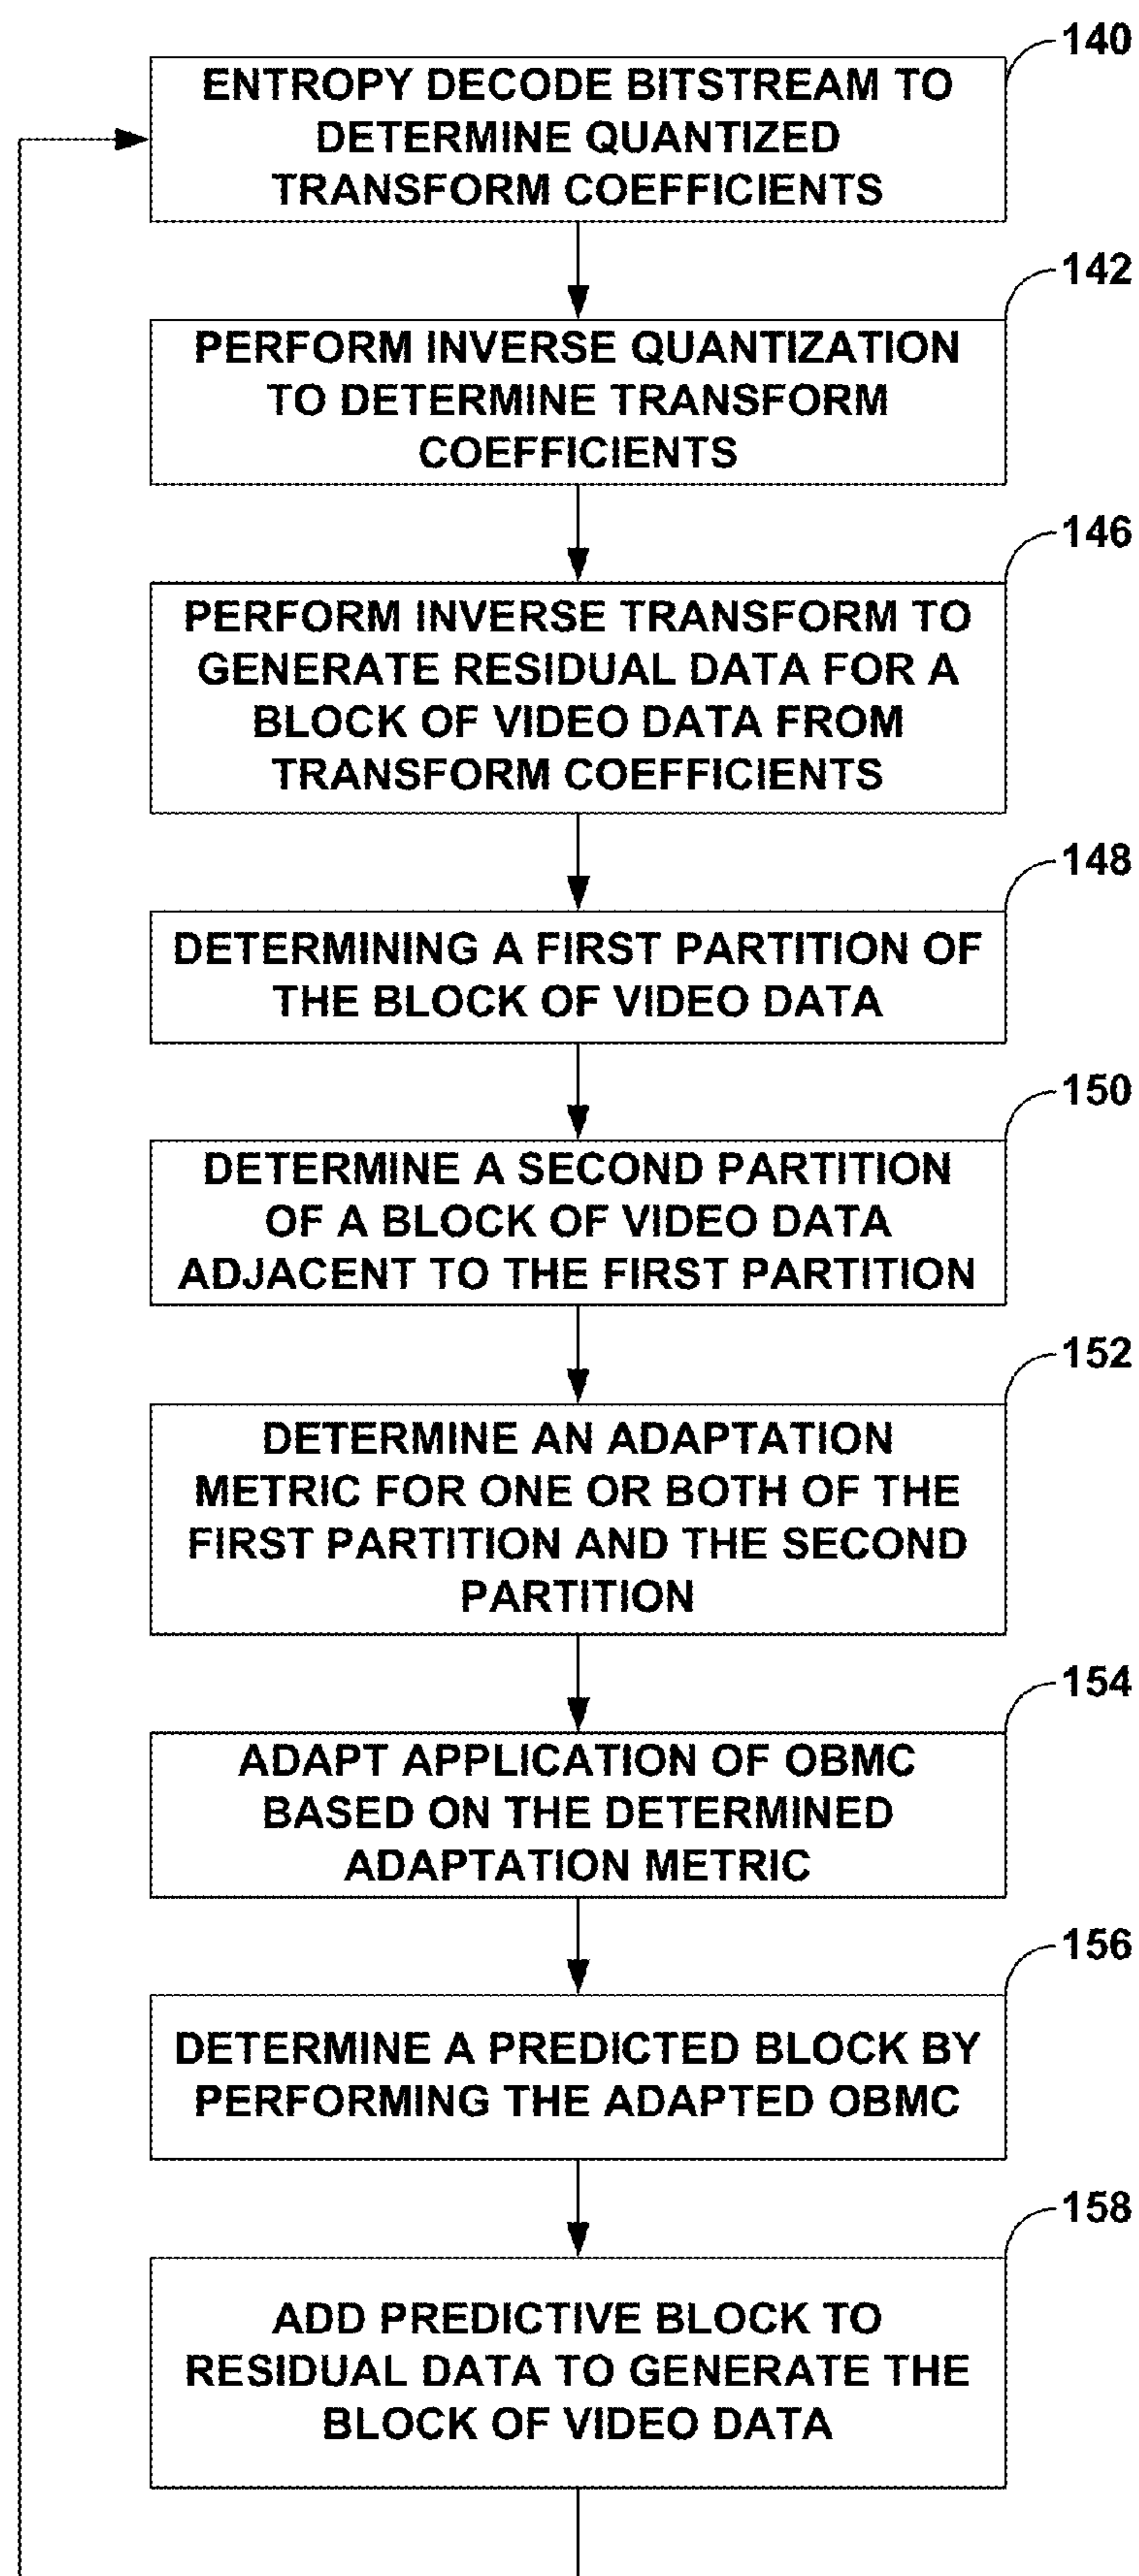 140
ENTROPY DECODE BITSTREAM TO
DETERMINE QUANTIZED
TRANSFORM COEFFICIENTS
142
PERFORM INVERSE QUANTIZATION
TO DETERMINE TRANSFORM
COEFFICIENTS
146
PERFORM INVERSE TRANSFORM TO
GENERATE RESIDUAL DATA FOR A
BLOCK OF VIDEO DATA FROM
TRANSFORM COEFFICIENTS
148
DETERMINING A FIRST PARTITION OF
THE BLOCK OF VIDEO DATA
150
DETERMINE A SECOND PARTITION
OF A BLOCK OF VIDEO DATA
ADJACENT TO THE FIRST PARTITION
152
DETERMINE AN ADAPTATION
METRIC FOR ONE OR BOTH OF THE
FIRST PARTITION AND THE SECOND
PARTITION
154
ADAPT APPLICATION OF OBMC
BASED ON THE DETERMINED
ADAPTATION METRIC
156
DETERMINE A PREDICTED BLOCK BY
PERFORMING THE ADAPTED OBMC
158
ADD PREDICTIVE BLOCK TO
RESIDUAL DATA TO GENERATE THE
BLOCK OF VIDEO DATA